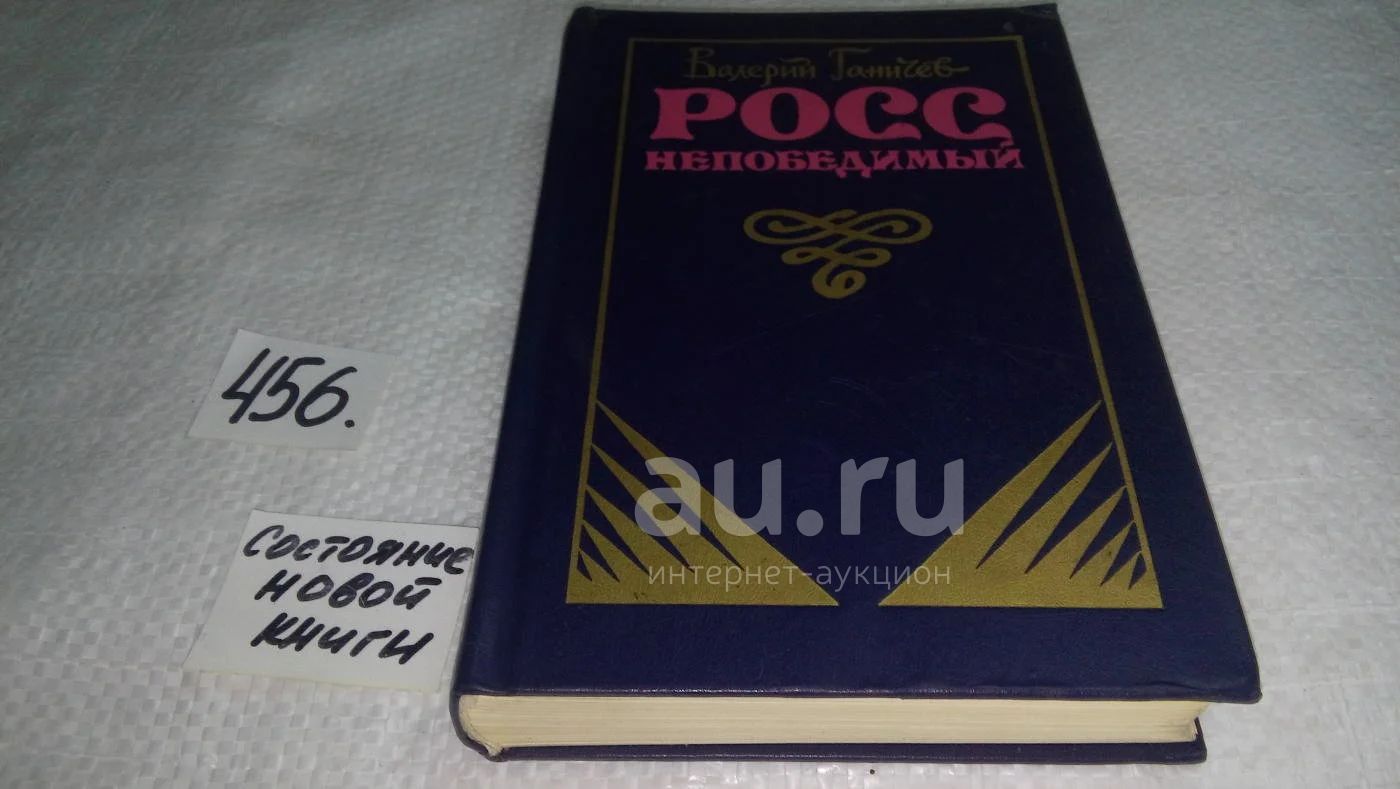 Валерий Ганичев
РОСС
НЕПОБЕДИМЫЙ
456.
Состояние
новой
книги
au.ru
интернет-аукцион